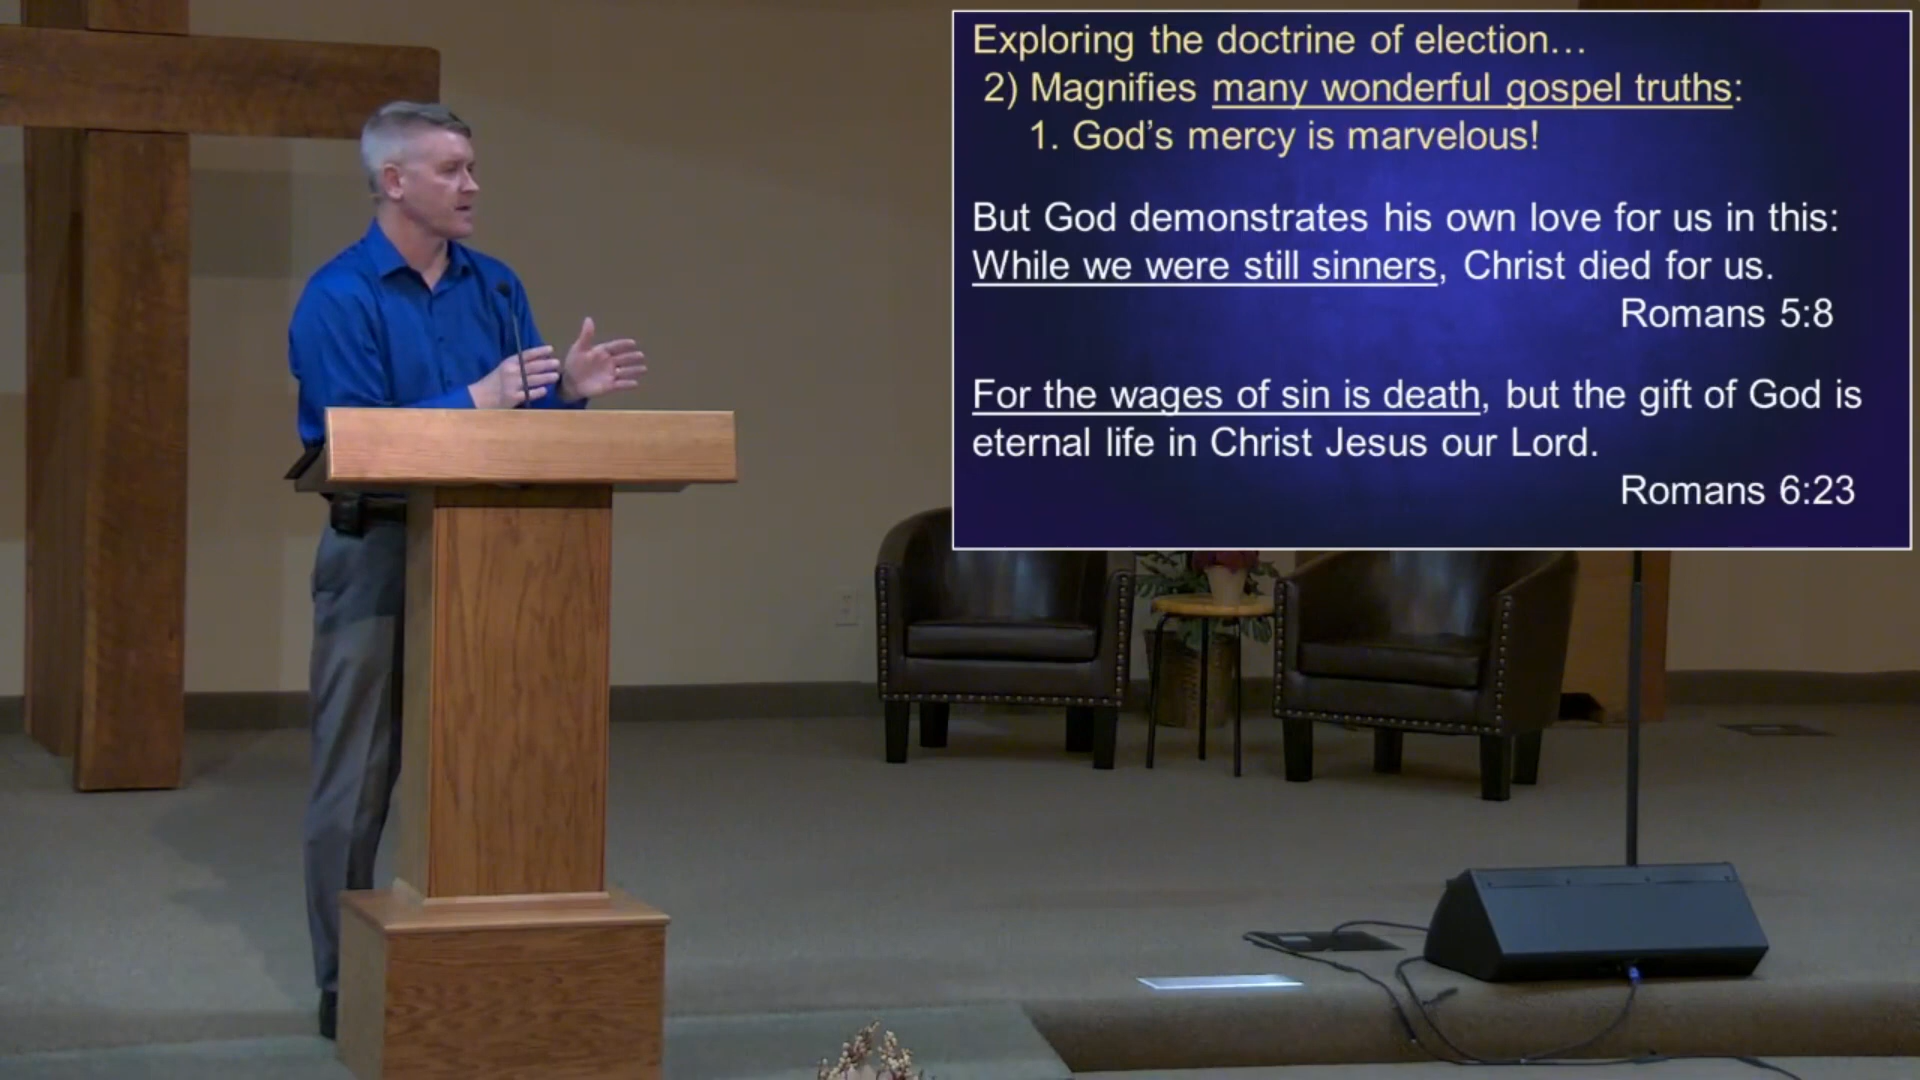 Exploring the doctrine of election…
2) Magnifies many wonderful gospel truths:
1. God’s mercy is marvelous!
But God demonstrates his own love for us in this:
While we were still sinners, Christ died for us.
Romans 5:8
For the wages of sin is death, but the gift of God is
eternal life in Christ Jesus our Lord.
Romans 6:23